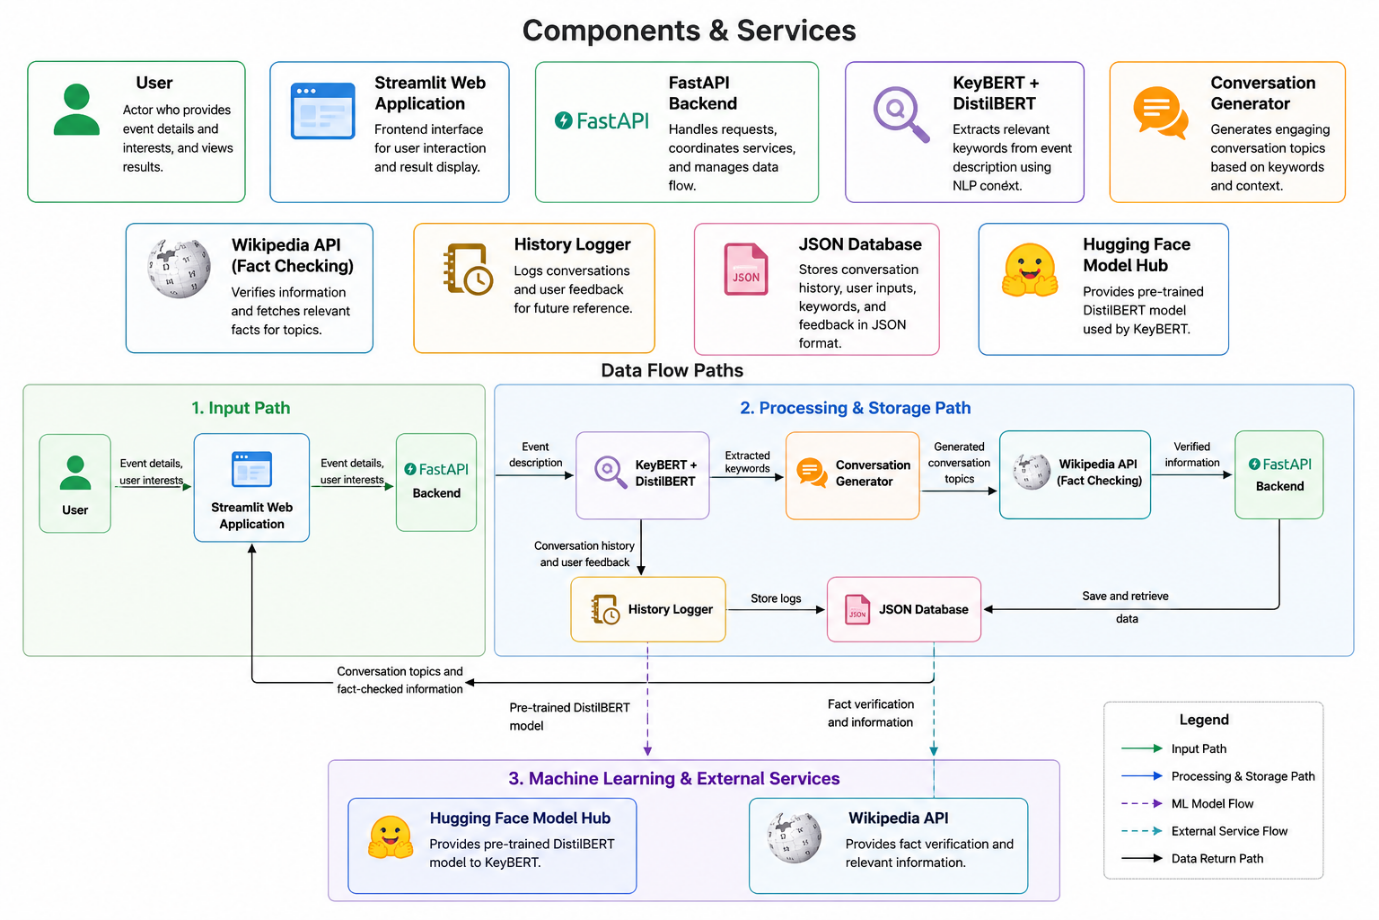 Components & Services
User
Actor who provides
event details and
interests, and views
results.
Streamlit Web
Application
Frontend interface
for user interaction
and result display.
FastAPI
FastAPI
Backend
Handles requests,
coordinates services,
and manages data
flow.
KeyBERT +
DistilBERT
Extracts relevant
keywords from event
description using
NLP conéxt.
Conversation
Generator
Generates engaging
conversation topics
based on keywords
and context.
Wikipedia API
(Fact Checking)
Verifies information
and fetches relevant
facts for topics.
History Logger
Logs conversations
and user feedback
for future reference.
JSON
JSON Database
Stores conversation
history, user inputs,
keywords, and
feedback in JSON
format.
Hugging Face
Model Hub
Provides pre-trained
DistilBERT model
used by KeyBERT.
Data Flow Paths
1. Input Path
User
Event details,
user interests
Streamlit Web
Application
Event details,
user interests
FastAPI
Backend
2. Processing & Storage Path
Event
description
KeyBERT +
DistilBERT
Extracted
keywords
Conversation
Generator
Generated
conversation
topics
Wikipedia API
(Fact Checking)
Verified
information
FastAPI
Backend
Conversation history
and user feedback
History Logger
Store logs
JSON
JSON Database
Save and retrieve
data
Conversation topics and
fact-checked information
Pre-trained DistilBERT
model
Fact verification
and information
3. Machine Learning & External Services
Hugging Face Model Hub
Provides pre-trained DistilBERT
model to KeyBERT.
Wikipedia API
Provides fact verification and
relevant information.
Legend
Input Path
Processing & Storage Path
ML Model Flow
External Service Flow
Data Return Path